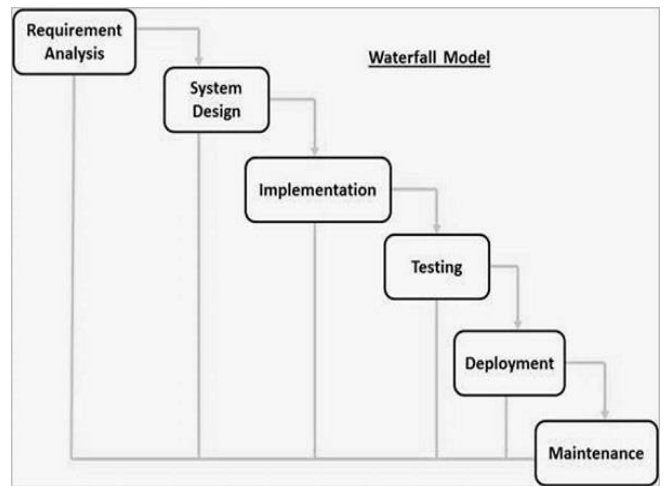 Requirement
Analysis
Waterfall Model
System
Design
Implementation
Testing
Deployment
Maintenance